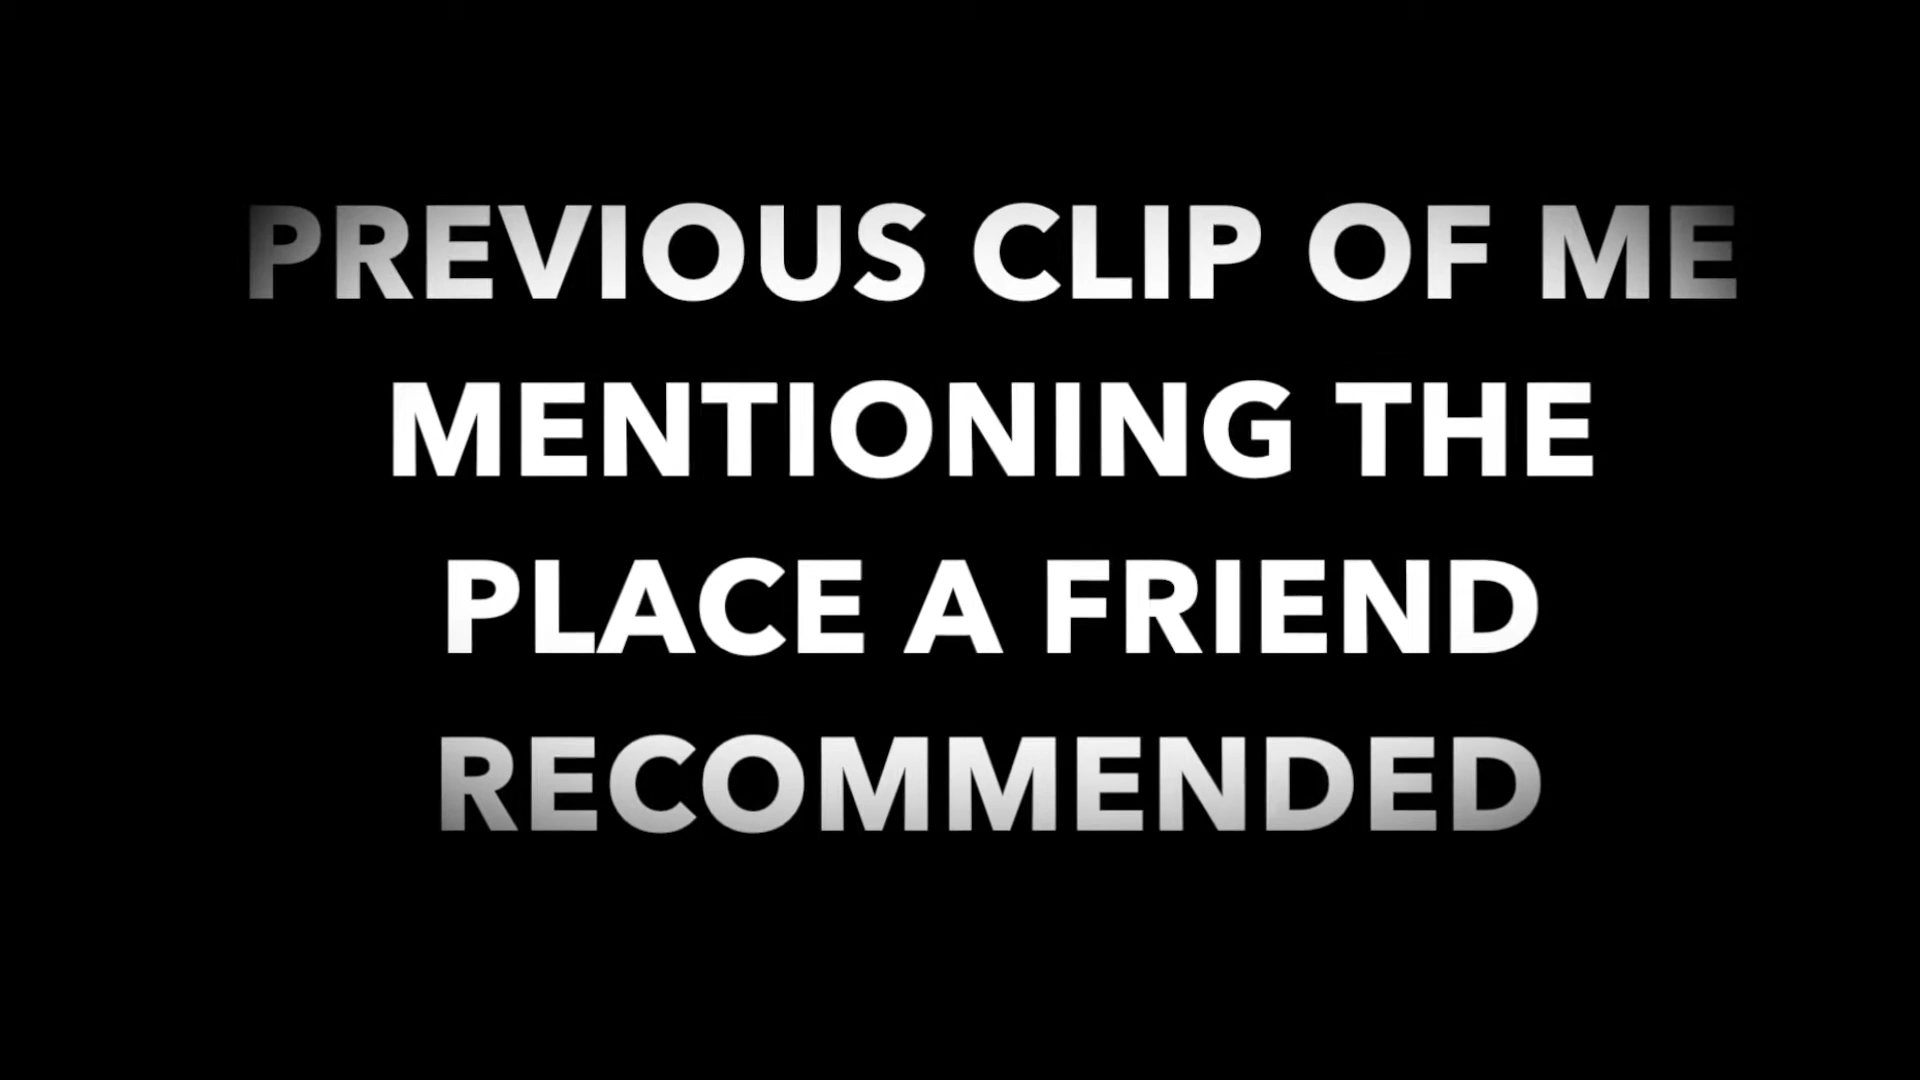 PREVIOUS CLIP OF ME
MENTIONING THE
PLACE A FRIEND
RECOMMENDED